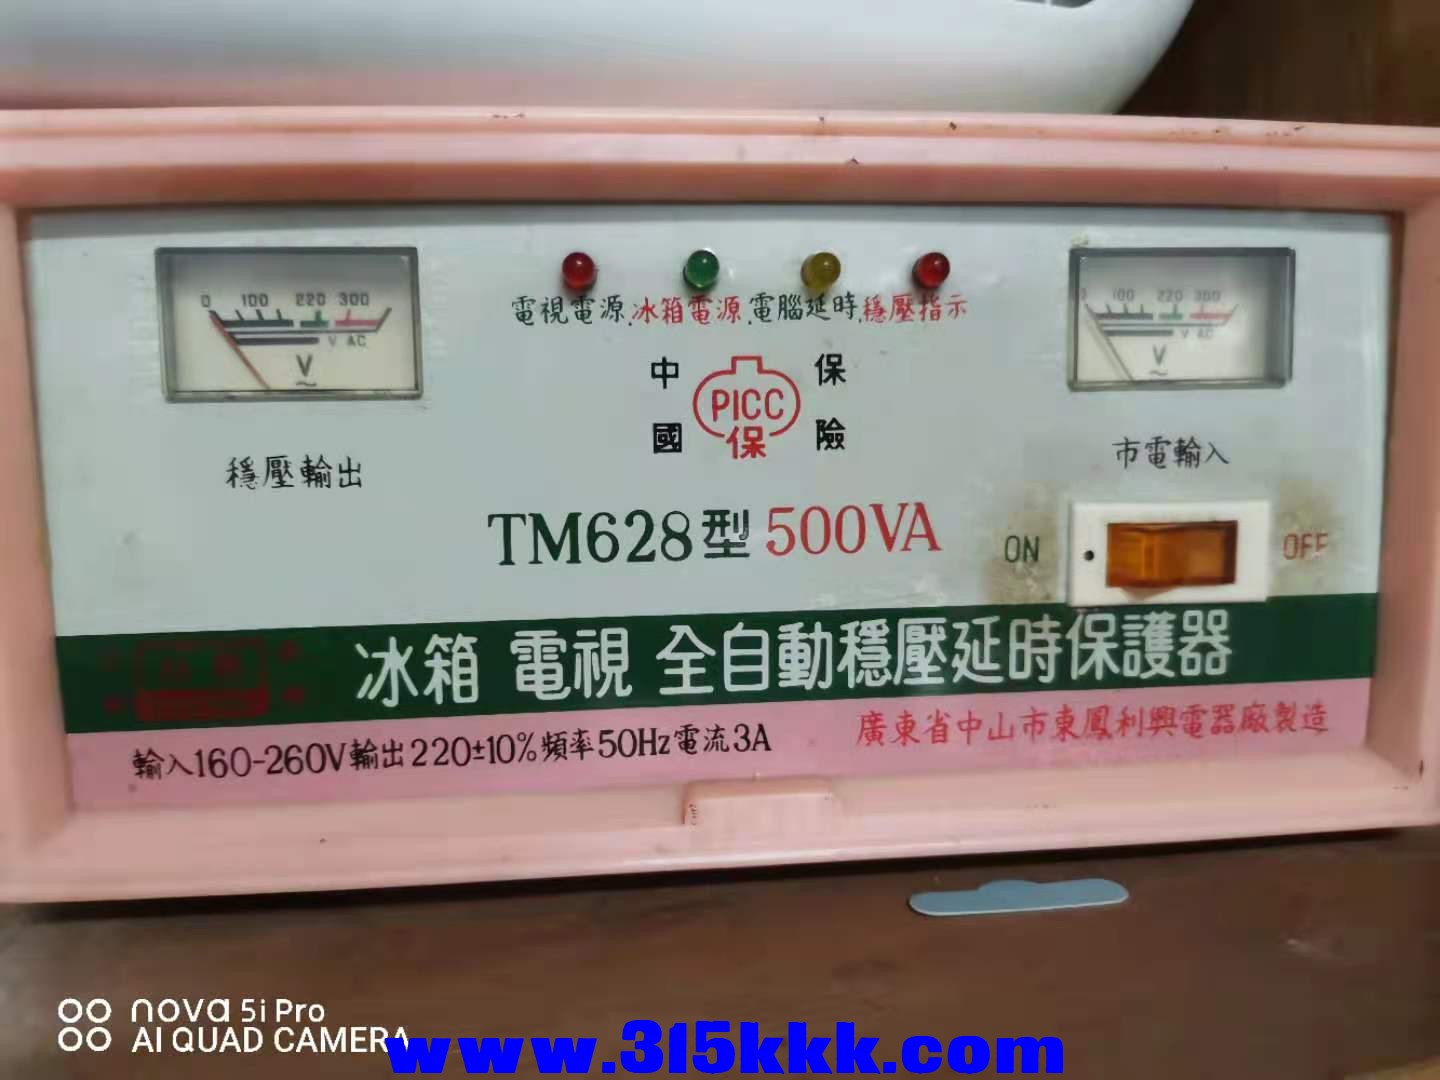 0 100 220 300
V AC
V
~
電視電源.冰箱電源.電腦延時.穩壓指示
0 100 220 300
V AC
V
~
中 保
PICC
國 保 險
穩壓輸出
市電輸入
TM628型 500VA
ON
OFF
冰箱 電視 全自動穩壓延時保護器
輸入160-260V輸出220±10%頻率50Hz電流3A
廣東省中山市東鳳利興電器廠製造
nova 5i Pro
AI QUAD CAMERA
www.315kkk.com